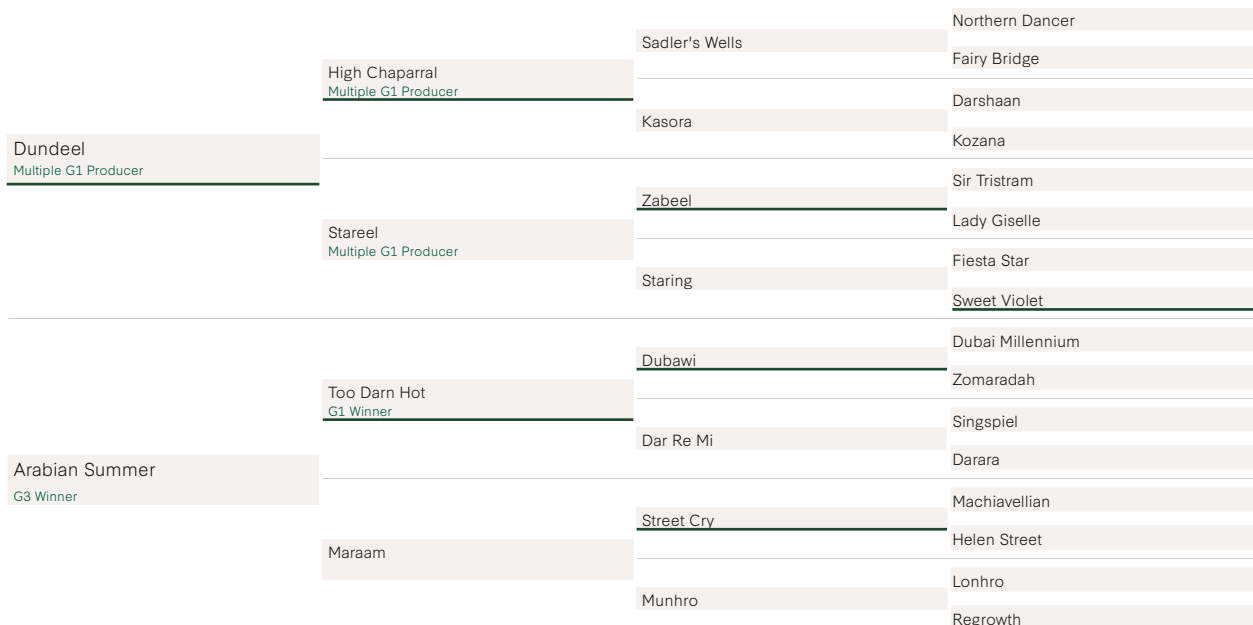 Dundeel
Multiple G1 Producer
Arabian Summer
G3 Winner
High Chaparral
Multiple G1 Producer
Stareel
Multiple G1 Producer
Too Darn Hot
G1 Winner
Maraam
Sadler's Wells
Kasora
Zabeel
Staring
Dubawi
Dar Re Mi
Street Cry
Munhro
Northern Dancer
Fairy Bridge
Darshaan
Kozana
Sir Tristram
Lady Giselle
Fiesta Star
Sweet Violet
Dubai Millennium
Zomaradah
Singspiel
Darara
Machiavellian
Helen Street
Lonhro
Regrowth